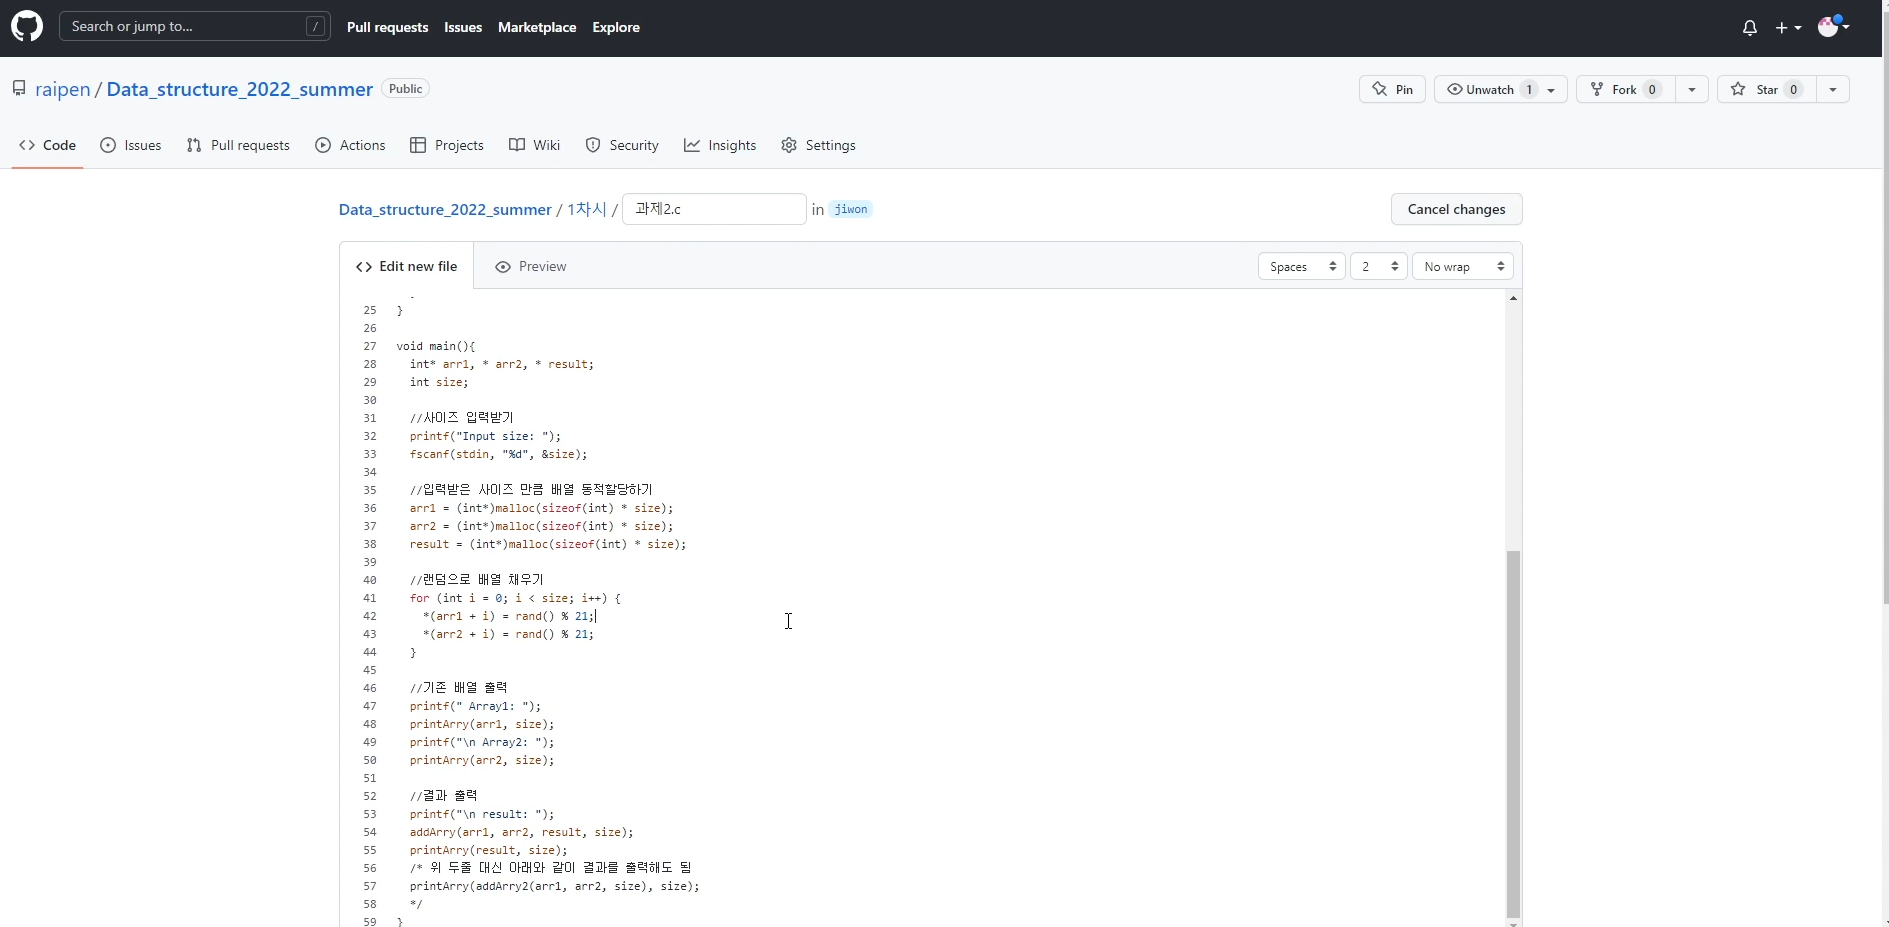 Search or jump to... /
Pull requests Issues Marketplace Explore
raipen / Data_structure_2022_summer Public
Pin Unwatch 1 Fork 0 Star 0
Code Issues Pull requests Actions Projects Wiki Security Insights Settings
Data_structure_2022_summer / 1차시 / 과제2.c in jiwon Cancel changes
Edit new file Preview Spaces 2 No wrap
25 }
26
27 void main(){
28 int* arr1, * arr2, * result;
29 int size;
30
31 //사이즈 입력받기
32 printf("Input size: ");
33 fscanf(stdin, "%d", &size);
34
35 //입력받은 사이즈 만큼 배열 동적할당하기
36 arr1 = (int*)malloc(sizeof(int) * size);
37 arr2 = (int*)malloc(sizeof(int) * size);
38 result = (int*)malloc(sizeof(int) * size);
39
40 //랜덤으로 배열 채우기
41 for (int i = 0; i < size; i++) {
42 *(arr1 + i) = rand() % 21;
43 *(arr2 + i) = rand() % 21;
44 }
45
46 //기존 배열 출력
47 printf(" Array1: ");
48 printArry(arr1, size);
49 printf("\n Array2: ");
50 printArry(arr2, size);
51
52 //결과 출력
53 printf("\n result: ");
54 addArry(arr1, arr2, result, size);
55 printArry(result, size);
56 /* 위 두줄 대신 아래와 같이 결과를 출력해도 됨
57 printArry(addArry2(arr1, arr2, size), size);
58 */
59 }